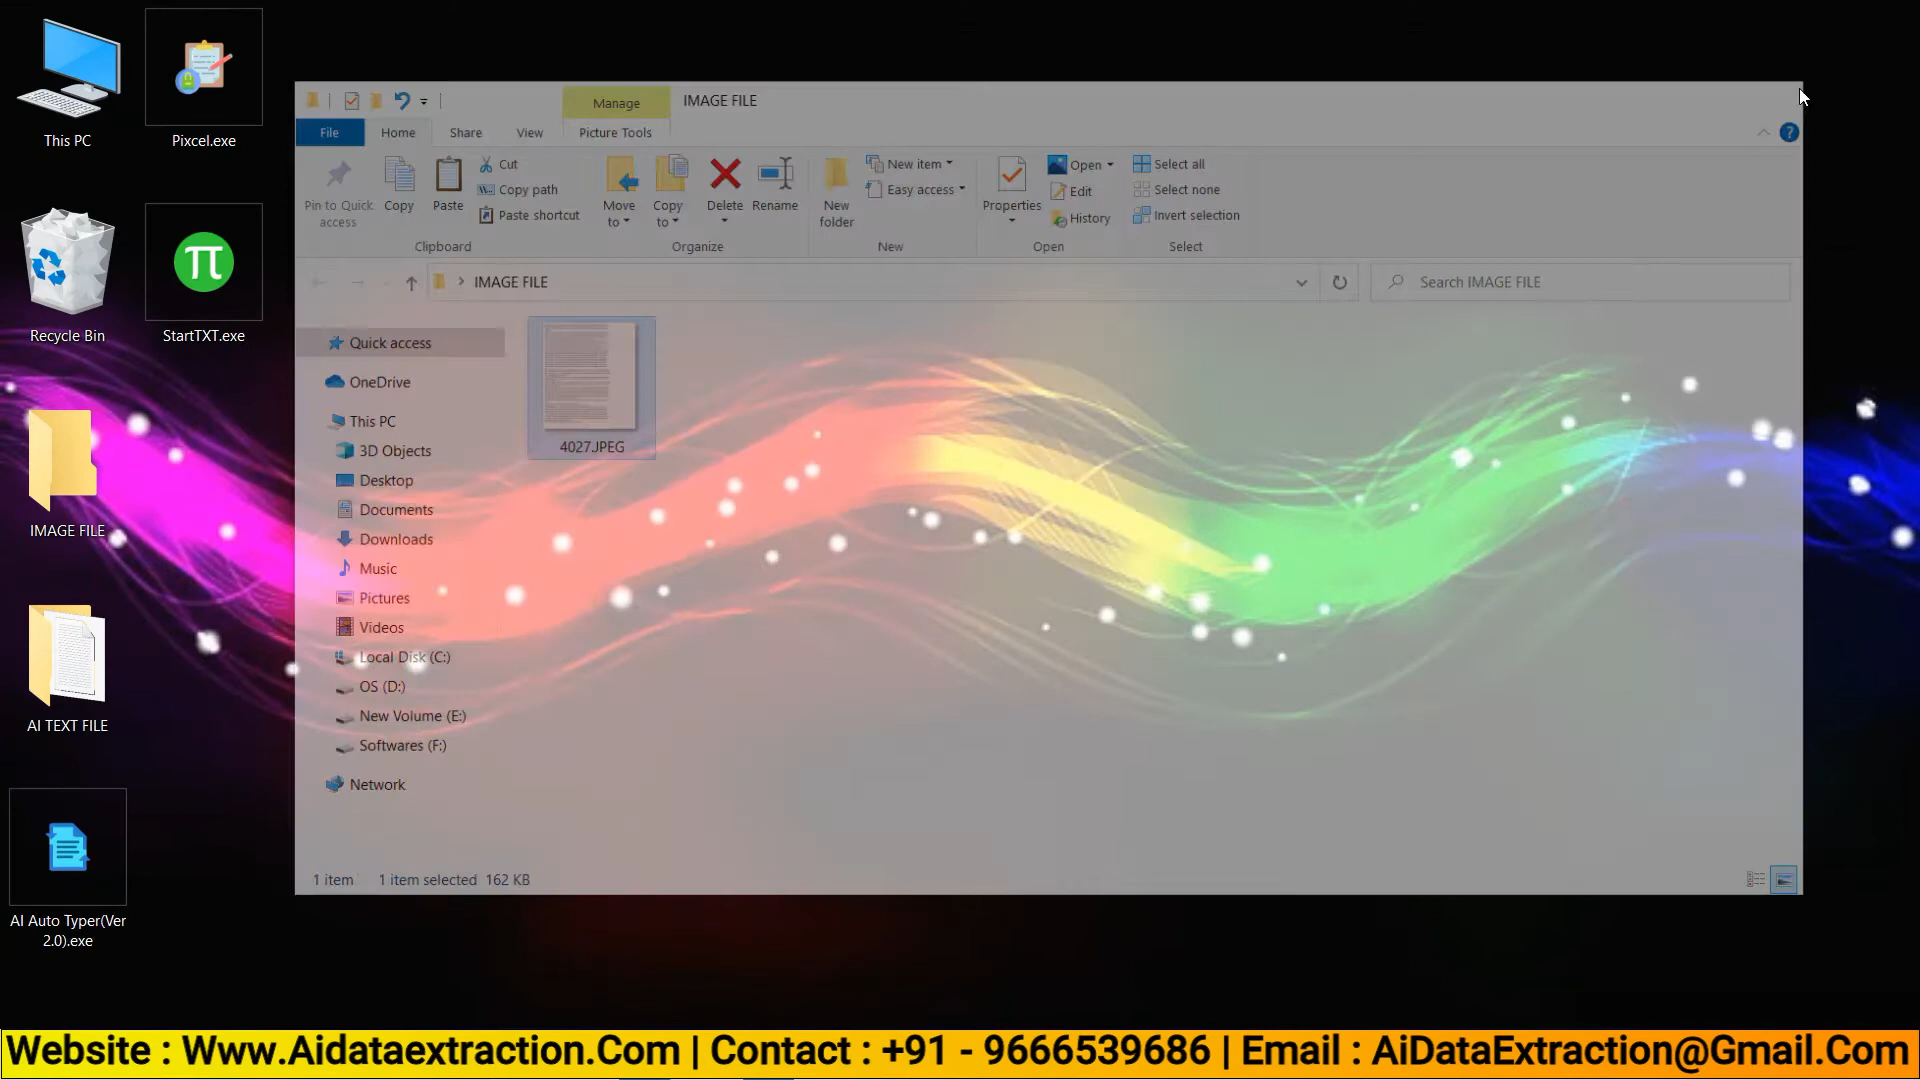 This PC
Pixcel.exe
Recycle Bin
StartTXT.exe
IMAGE FILE
AI TEXT FILE
AI Auto Typer(Ver
2.0).exe
Manage
IMAGE FILE
File
Home
Share
View
Picture Tools
Pin to Quick
access
Copy
Paste
Cut
Copy path
Paste shortcut
Clipboard
Move
to
Copy
to
Delete
Rename
Organize
New
folder
New item
Easy access
New
Properties
Open
Edit
History
Open
Select all
Select none
Invert selection
Select
IMAGE FILE
Search IMAGE FILE
Quick access
OneDrive
This PC
3D Objects
Desktop
Documents
Downloads
Music
Pictures
Videos
Local Disk (C:)
OS (D:)
New Volume (E:)
Softwares (F:)
Network
4027.JPEG
1 item 1 item selected 162 KB
Website : Www.Aidataextraction.Com | Contact : +91 - 9666539686 | Email : AiDataExtraction@Gmail.Com